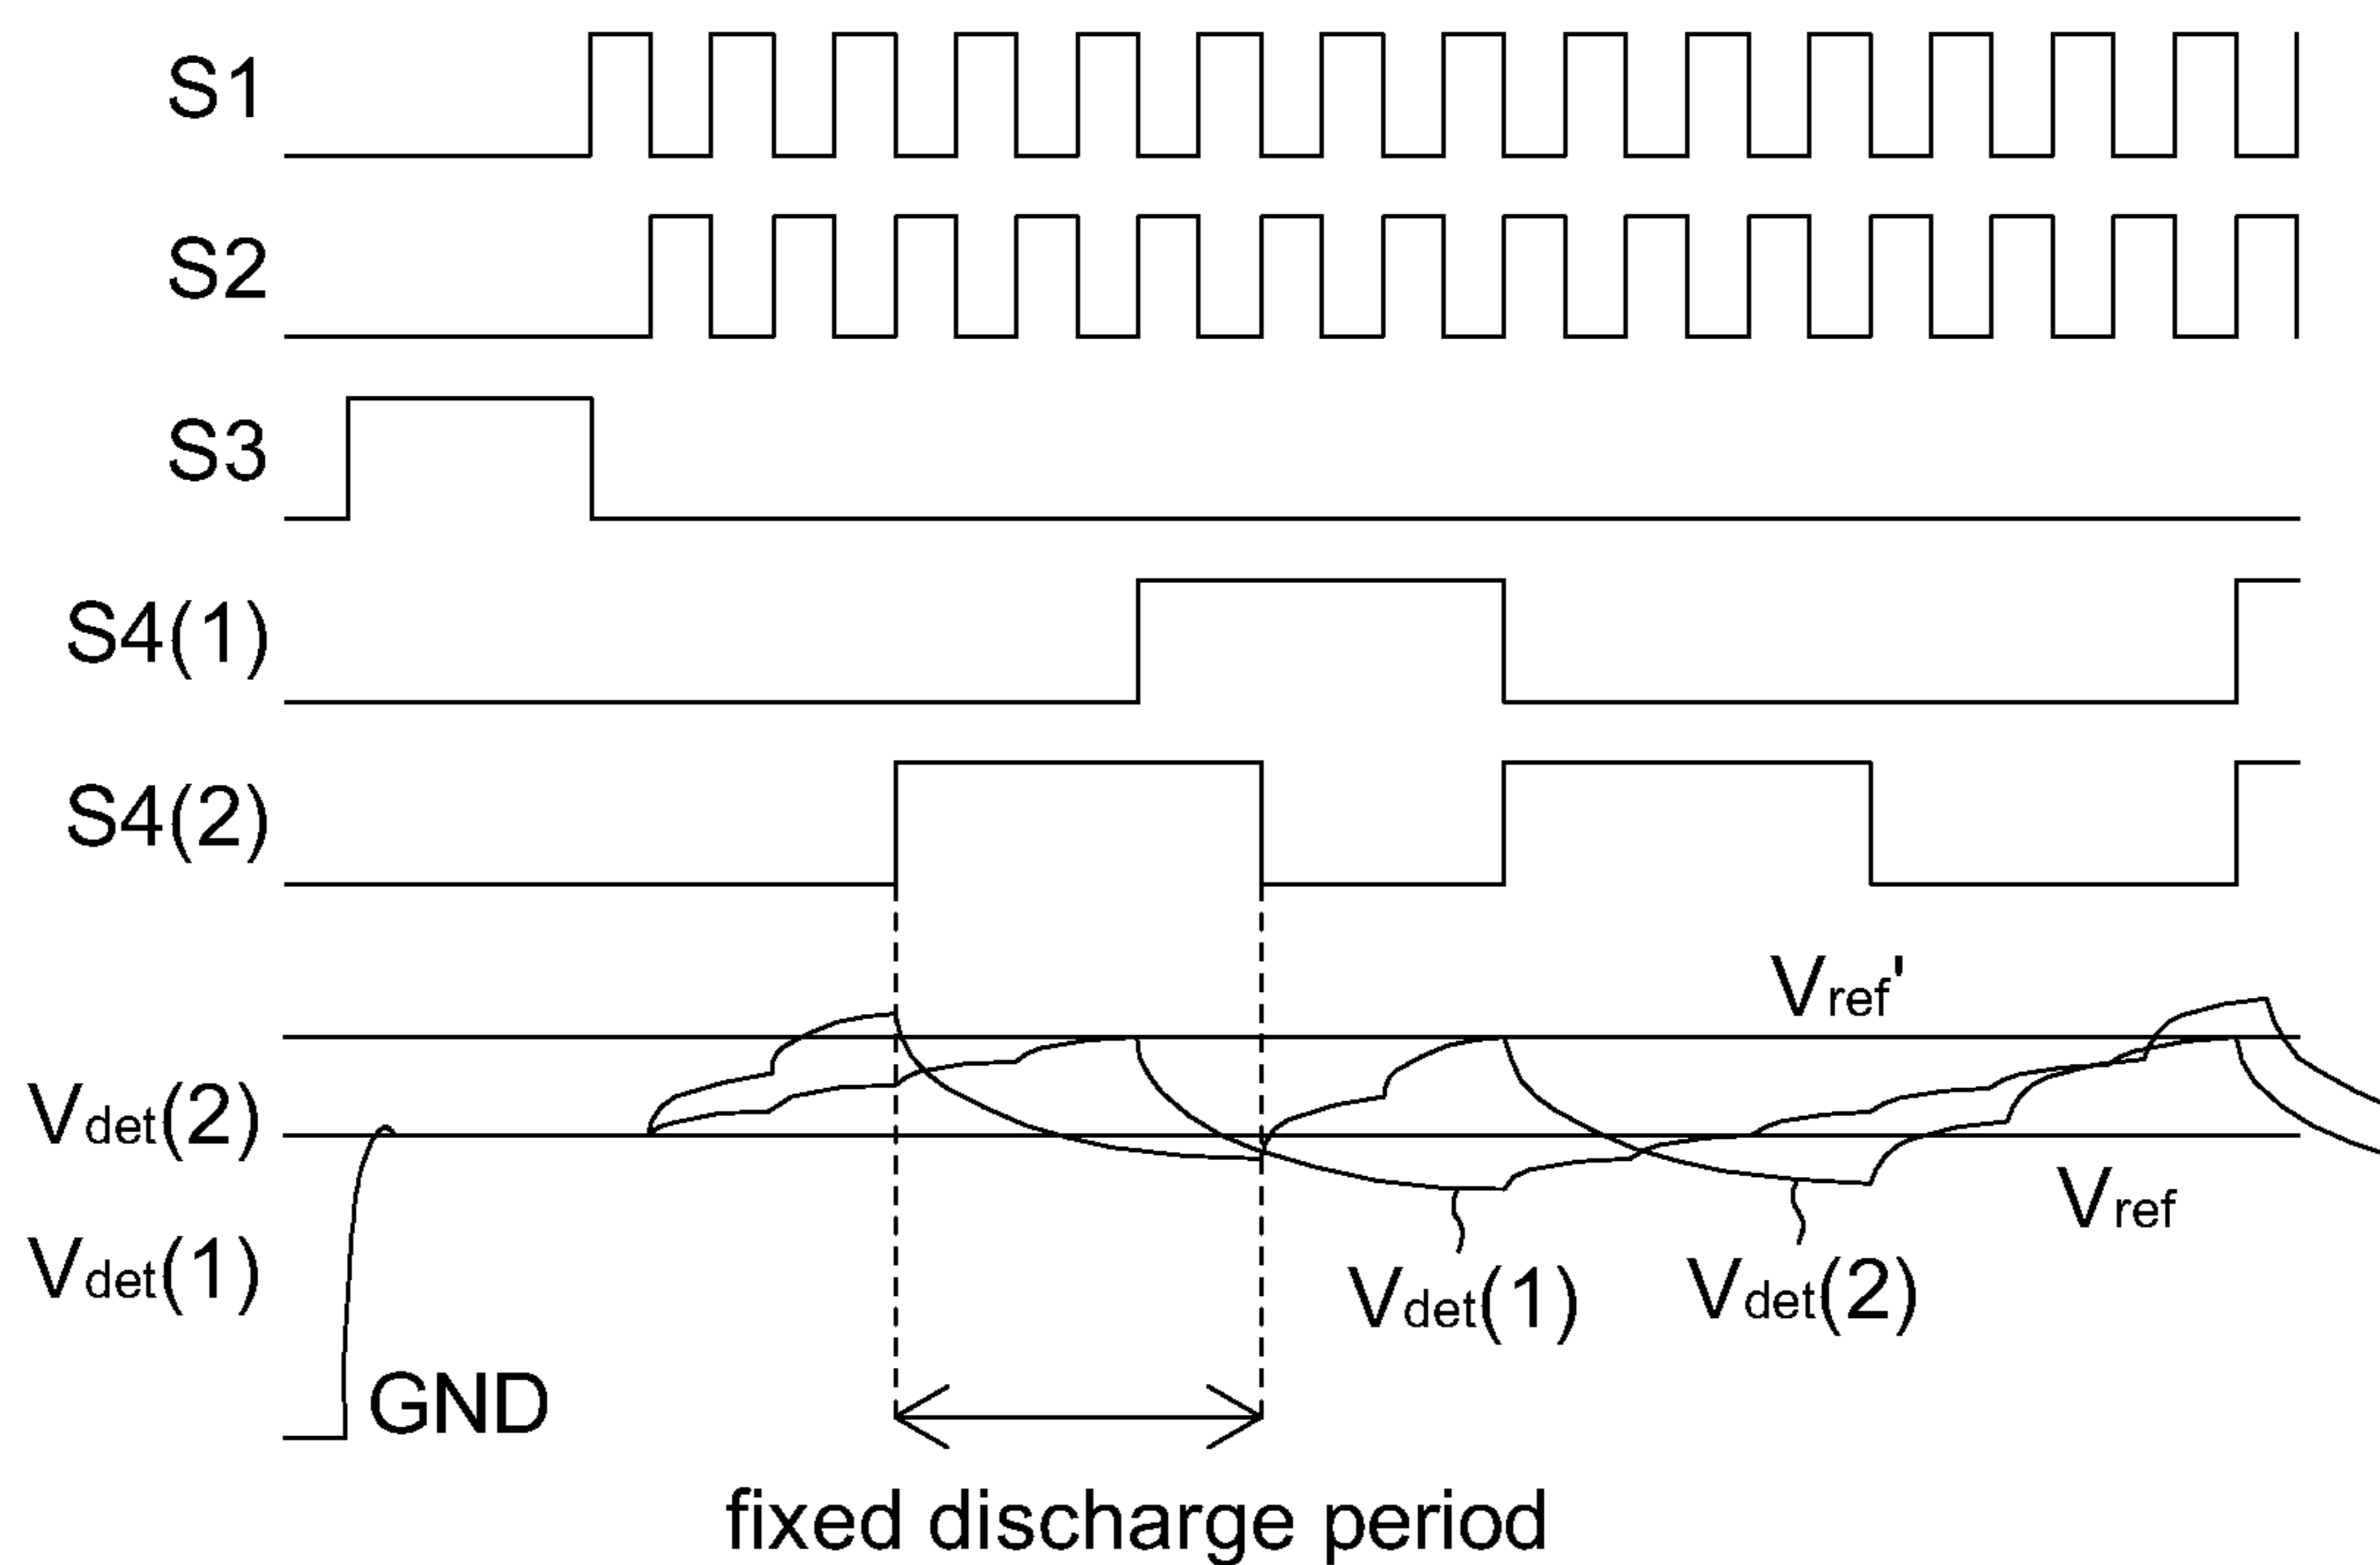 S1
S2
S3
S4(1)
S4(2)
Vref'
Vdet(2)
Vref
Vdet(1)
Vdet(1)
Vdet(2)
GND
fixed discharge period